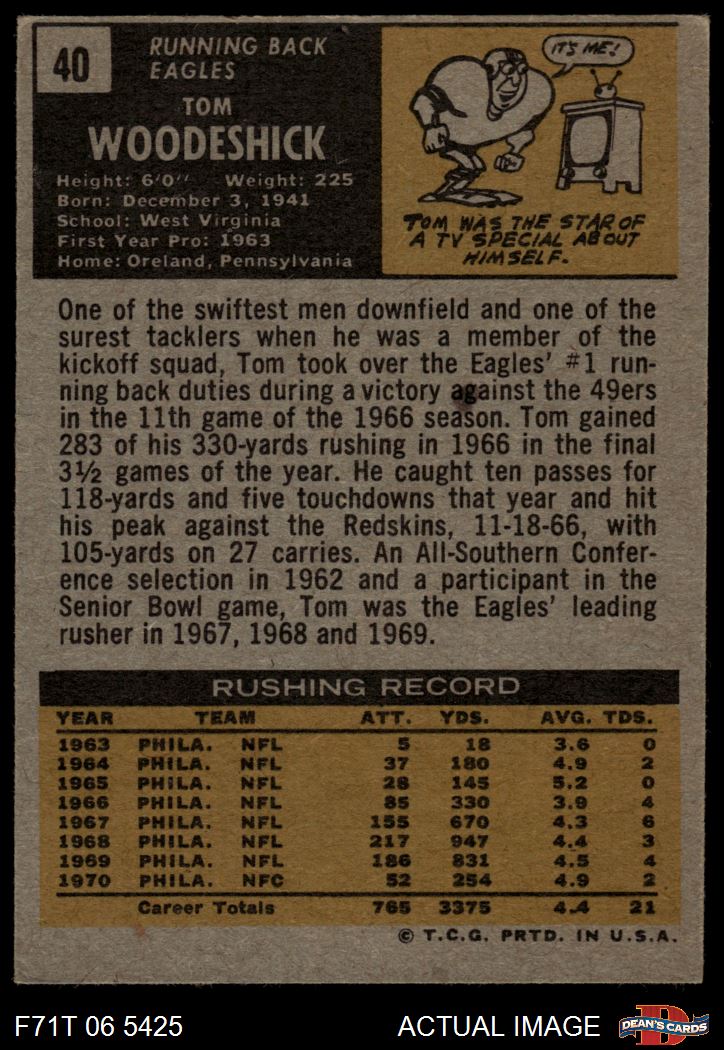 40
RUNNING BACK
EAGLES
TOM
WOODESHICK
Height: 6'0'' Weight: 225
Born: December 3, 1941
School: West Virginia
First Year Pro: 1963
Home: Oreland, Pennsylvania
IT'S ME!
TOM WAS THE STAR OF
A TV SPECIAL ABOUT
HIMSELF.
One of the swiftest men downfield and one of the
surest tacklers when he was a member of the
kickoff squad, Tom took over the Eagles' #1 run-
ning back duties during a victory against the 49ers
in the 11th game of the 1966 season. Tom gained
283 of his 330-yards rushing in 1966 in the final
3½ games of the year. He caught ten passes for
118-yards and five touchdowns that year and hit
his peak against the Redskins, 11-18-66, with
105-yards on 27 carries. An All-Southern Confer-
ence selection in 1962 and a participant in the
Senior Bowl game, Tom was the Eagles' leading
rusher in 1967, 1968 and 1969.
RUSHING RECORD
YEAR TEAM ATT. YDS. AVG. TDS.
1963 PHILA. NFL 5 18 3.6 0
1964 PHILA. NFL 37 180 4.9 2
1965 PHILA. NFL 28 145 5.2 0
1966 PHILA. NFL 85 330 3.9 4
1967 PHILA. NFL 155 670 4.3 6
1968 PHILA. NFL 217 947 4.4 3
1969 PHILA. NFL 186 831 4.5 4
1970 PHILA. NFC 52 254 4.9 2
Career Totals 765 3375 4.4 21
© T.C.G. PRTD. IN U.S.A.
F71T 06 5425 ACTUAL IMAGE D DEAN'S CARDS